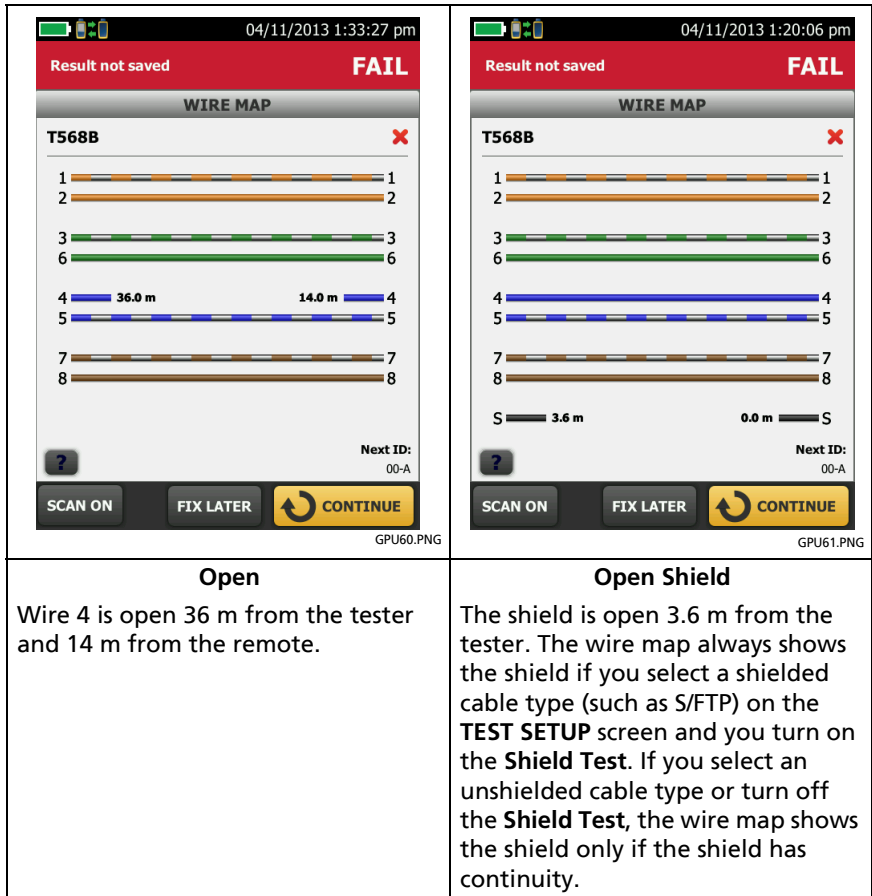 04/11/2013 1:33:27 pm
Result not saved FAIL
WIRE MAP
T568B
1 1
2 2
3 3
6 6
4 36.0 m 14.0 m 4
5 5
7 7
8 8
Next ID:
?
00-A
SCAN ON FIX LATER CONTINUE
GPU60.PNG
Open
Wire 4 is open 36 m from the tester
and 14 m from the remote.
04/11/2013 1:20:06 pm
Result not saved FAIL
WIRE MAP
T568B
1 1
2 2
3 3
6 6
4 4
5 5
7 7
8 8
S 3.6 m 0.0 m S
Next ID:
?
00-A
SCAN ON FIX LATER CONTINUE
GPU61.PNG
Open Shield
The shield is open 3.6 m from the
tester. The wire map always shows
the shield if you select a shielded
cable type (such as S/FTP) on the
TEST SETUP screen and you turn on
the Shield Test. If you select an
unshielded cable type or turn off
the Shield Test, the wire map shows
the shield only if the shield has
continuity.